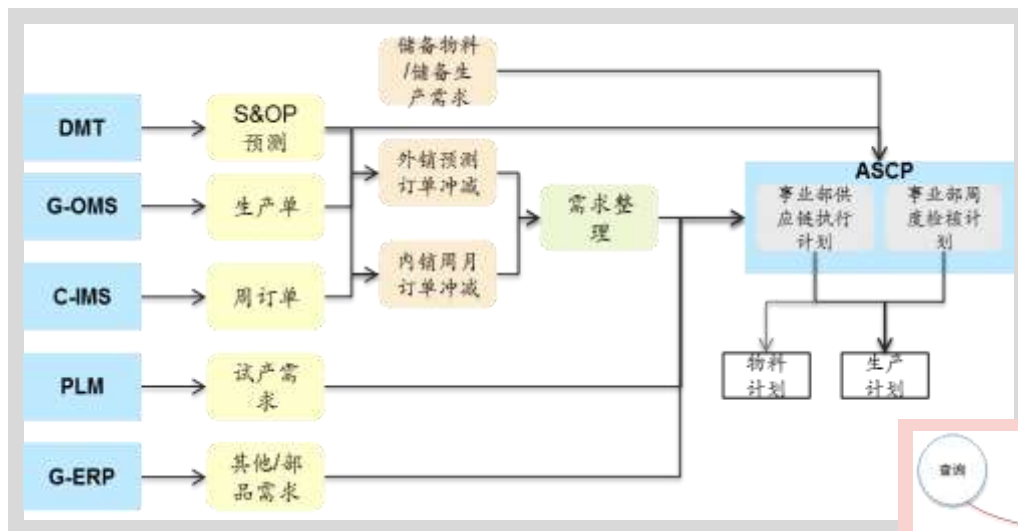 储备物料
/储备生
产需求
DMT
S&OP
预测
外销预测
订单冲减
ASCP
事业部供
应链执行
计划
事业部周
度检核计
划
G-OMS
生产单
需求整
理
内销周月
订单冲减
C-IMS
周订单
物料
计划
生产
计划
PLM
试产需
求
G-ERP
其他/部
品需求
查询